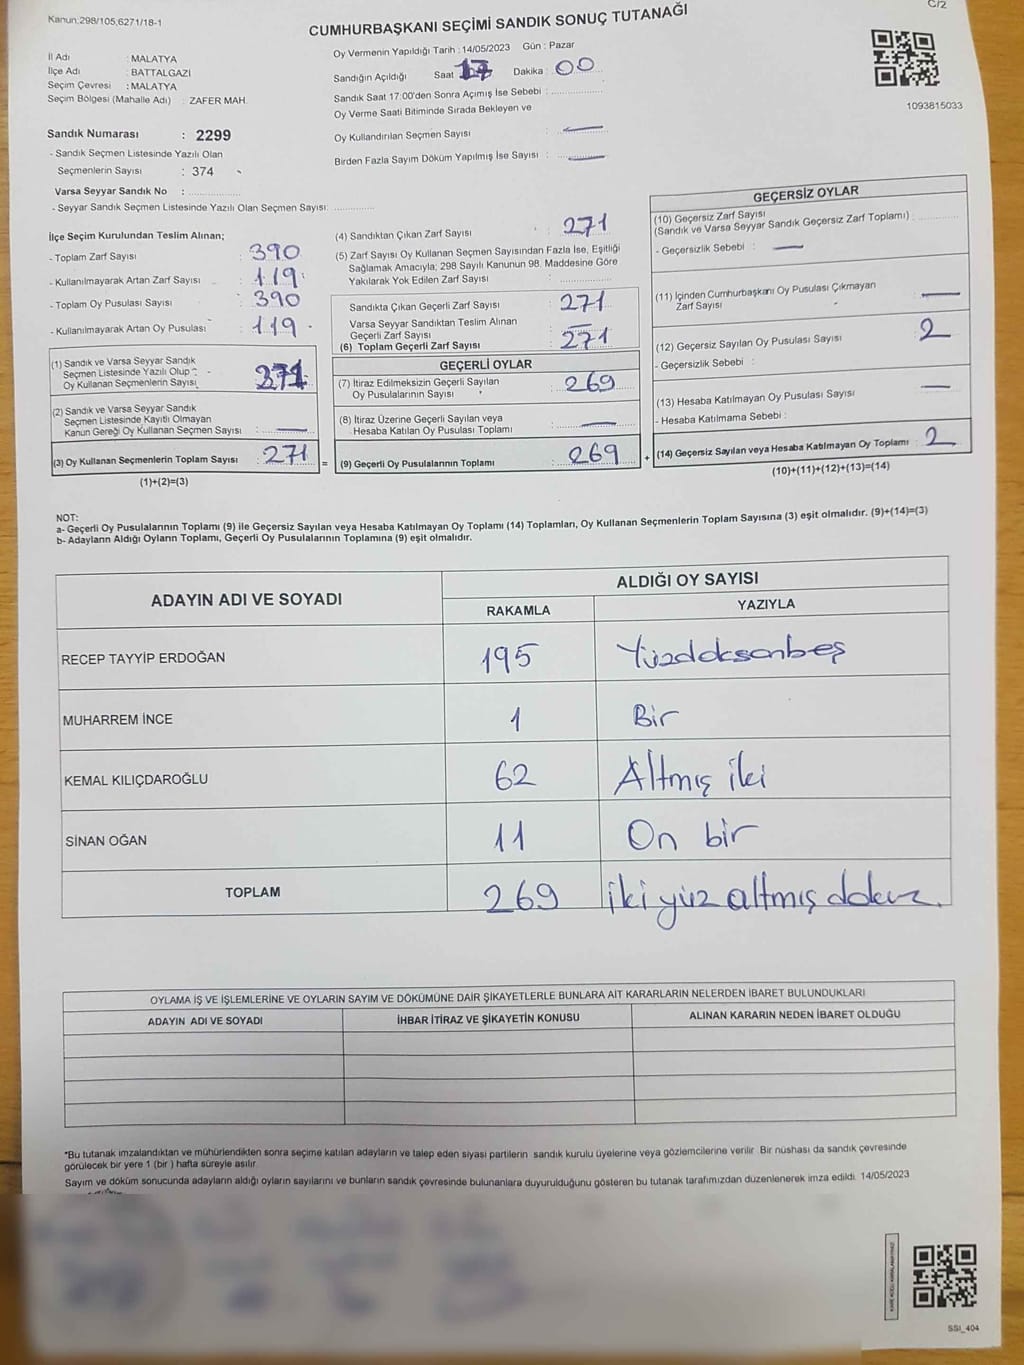 Kanun:298/105,6271/18-1
C/2
CUMHURBAŞKANI SEÇİMİ SANDIK SONUÇ TUTANAĞI
İl Adı : MALATYA
İlçe Adı : BATTALGAZİ
Seçim Çevresi : MALATYA
Seçim Bölgesi (Mahalle Adı) : ZAFER MAH.
Sandık Numarası : 2299
- Sandık Seçmen Listesinde Yazılı Olan
Seçmenlerin Sayısı : 374
Varsa Seyyar Sandık No :
- Seyyar Sandık Seçmen Listesinde Yazılı Olan Seçmen Sayısı:
Oy Vermenin Yapıldığı Tarih : 14/05/2023 Gün : Pazar
Sandığın Açıldığı Saat : 17 Dakika : 00
Sandık Saat 17:00'den Sonra Açımış İse Sebebi :
Oy Verme Saati Bitiminde Sırada Bekleyen ve
Oy Kullandırılan Seçmen Sayısı : —
Birden Fazla Sayım Döküm Yapılmış İse Sayısı : —
1093815033
İlçe Seçim Kurulundan Teslim Alınan;
- Toplam Zarf Sayısı : 390
- Kullanılmayarak Artan Zarf Sayısı : 119
- Toplam Oy Pusulası Sayısı : 390
- Kullanılmayarak Artan Oy Pusulası : 119
(1) Sandık ve Varsa Seyyar Sandık
Seçmen Listesinde Yazılı Olup
Oy Kullanan Seçmenlerin Sayısı : 271
(2) Sandık ve Varsa Seyyar Sandık
Seçmen Listesinde Kayıtlı Olmayan
Kanun Gereği Oy Kullanan Seçmen Sayısı : —
(3) Oy Kullanan Seçmenlerin Toplam Sayısı : 271
(1)+(2)=(3)
(4) Sandıktan Çıkan Zarf Sayısı : 271
(5) Zarf Sayısı Oy Kullanan Seçmen Sayısından Fazla İse, Eşitliği
Sağlamak Amacıyla, 298 Sayılı Kanunun 98. Maddesine Göre
Yakılarak Yok Edilen Zarf Sayısı :
Sandıkta Çıkan Geçerli Zarf Sayısı : 271
Varsa Seyyar Sandıktan Teslim Alınan
Geçerli Zarf Sayısı : —
(6) Toplam Geçerli Zarf Sayısı : 271
GEÇERLİ OYLAR
(7) İtiraz Edilmeksizin Geçerli Sayılan
Oy Pusulalarının Sayısı : 269
(8) İtiraz Üzerine Geçerli Sayılan veya
Hesaba Katılan Oy Pusulası Toplamı : —
= (9) Geçerli Oy Pusulalarının Toplamı : 269
GEÇERSİZ OYLAR
(10) Geçersiz Zarf Sayısı
(Sandık ve Varsa Seyyar Sandık Geçersiz Zarf Toplamı) :
- Geçersizlik Sebebi : —
(11) İçinden Cumhurbaşkanı Oy Pusulası Çıkmayan
Zarf Sayısı : —
(12) Geçersiz Sayılan Oy Pusulası Sayısı : 2
- Geçersizlik Sebebi :
(13) Hesaba Katılmayan Oy Pusulası Sayısı : —
- Hesaba Katılmama Sebebi :
+ (14) Geçersiz Sayılan veya Hesaba Katılmayan Oy Toplamı : 2
(10)+(11)+(12)+(13)=(14)
NOT:
a- Geçerli Oy Pusulalarının Toplamı (9) ile Geçersiz Sayılan veya Hesaba Katılmayan Oy Toplamı (14) Toplamları, Oy Kullanan Seçmenlerin Toplam Sayısına (3) eşit olmalıdır. (9)+(14)=(3)
b- Adayların Aldığı Oyların Toplamı, Geçerli Oy Pusulalarının Toplamına (9) eşit olmalıdır.
ADAYIN ADI VE SOYADI ALDIĞI OY SAYISI
RAKAMLA YAZIYLA
RECEP TAYYİP ERDOĞAN 195 Yüzdoksanbeş
MUHARREM İNCE 1 Bir
KEMAL KILIÇDAROĞLU 62 Altmış iki
SİNAN OĞAN 11 On bir
TOPLAM 269 iki yüz altmış dokuz.
OYLAMA İŞ VE İŞLEMLERİNE VE OYLARIN SAYIM VE DÖKÜMÜNE DAİR ŞİKAYETLERLE BUNLARA AİT KARARLARIN NELERDEN İBARET BULUNDUKLARI
ADAYIN ADI VE SOYADI İHBAR İTİRAZ VE ŞİKAYETİN KONUSU ALINAN KARARIN NEDEN İBARET OLDUĞU
*Bu tutanak imzalandıktan ve mühürlendikten sonra seçime katılan adayların ve talep eden siyasi partilerin sandık kurulu üyelerine veya gözlemcilerine verilir. Bir nüshası da sandık çevresinde
görülecek bir yere 1 (bir ) hafta süreyle asılır.
Sayım ve döküm sonucunda adayların aldığı oyların sayılarını ve bunların sandık çevresinde bulunanlara duyurulduğunu gösteren bu tutanak tarafımızdan düzenlenerek imza edildi. 14/05/2023
SSI_404